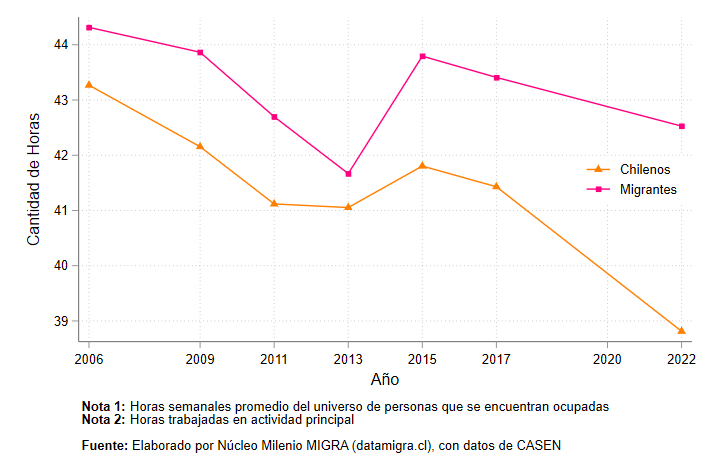 44
43
42
41
40
39
Cantidad de Horas
Chilenos
Migrantes
2006 2009 2011 2013 2015 2017 2020 2022
Año
Nota 1: Horas semanales promedio del universo de personas que se encuentran ocupadas
Nota 2: Horas trabajadas en actividad principal
Fuente: Elaborado por Núcleo Milenio MIGRA (datamigra.cl), con datos de CASEN